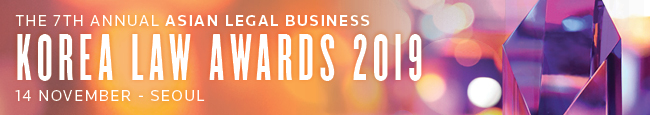 THE 7TH ANNUAL ASIAN LEGAL BUSINESS
KOREA LAW AWARDS 2019
14 NOVEMBER - SEOUL